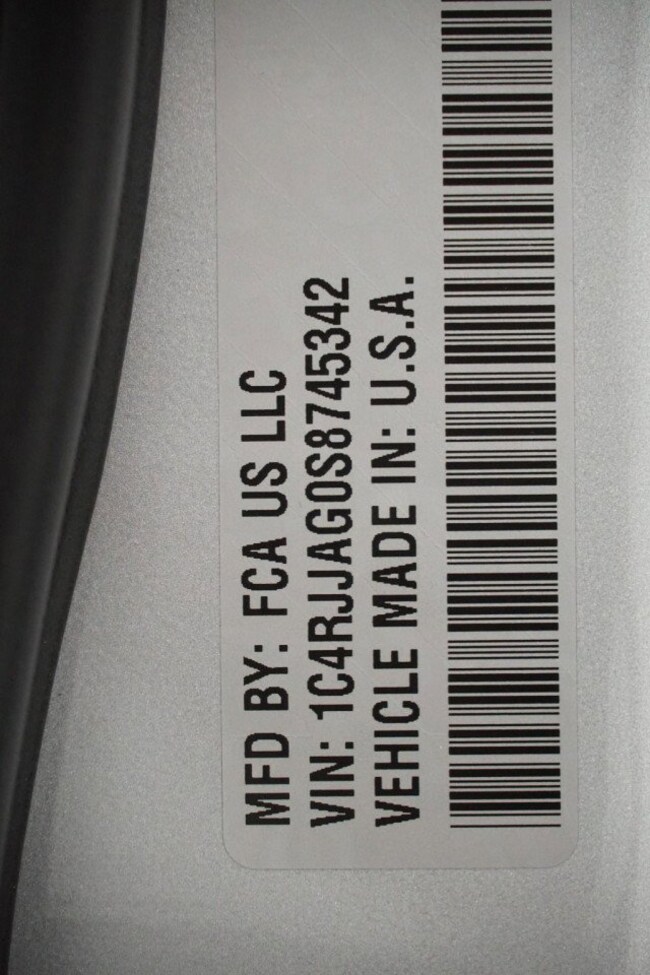 MFD BY: FCA US LLC
VIN: 1C4RJJAG0S8745342
VEHICLE MADE IN: U.S.A.